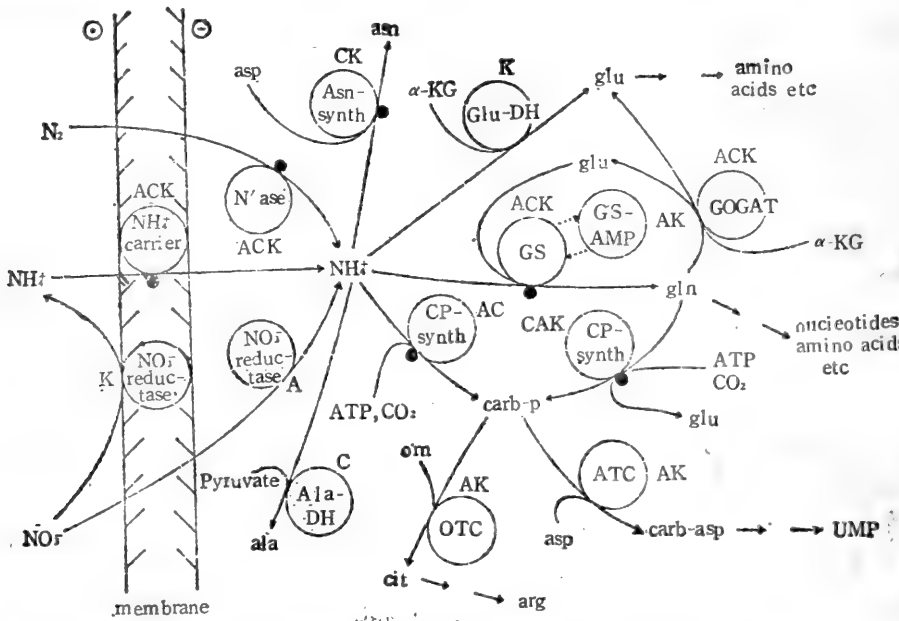 ⊙
⊖
asn
CK
asp
Asn-
synth
K
α-KG
Glu-DH
glu
amino
acids etc
N₂
N'ase
ACK
glu
ACK
GS
GS-
AMP
AK
ACK
GOGAT
α-KG
ACK
NH₄⁺
carrier
NH₄⁺
NH₄⁺
gln
nucieotides
amino acids
etc
K
NO₃⁻
reduc-
tase
NO₃⁻
reduc-
tase
A
CP-
synth
AC
ATP,CO₂
CAK
CP-
synth
ATP
CO₂
glu
carb-p
Pyruvate
C
Ala-
DH
ala
orn
AK
OTC
cit
arg
ATC
AK
asp
carb-asp
UMP
NO₃⁻
membrane